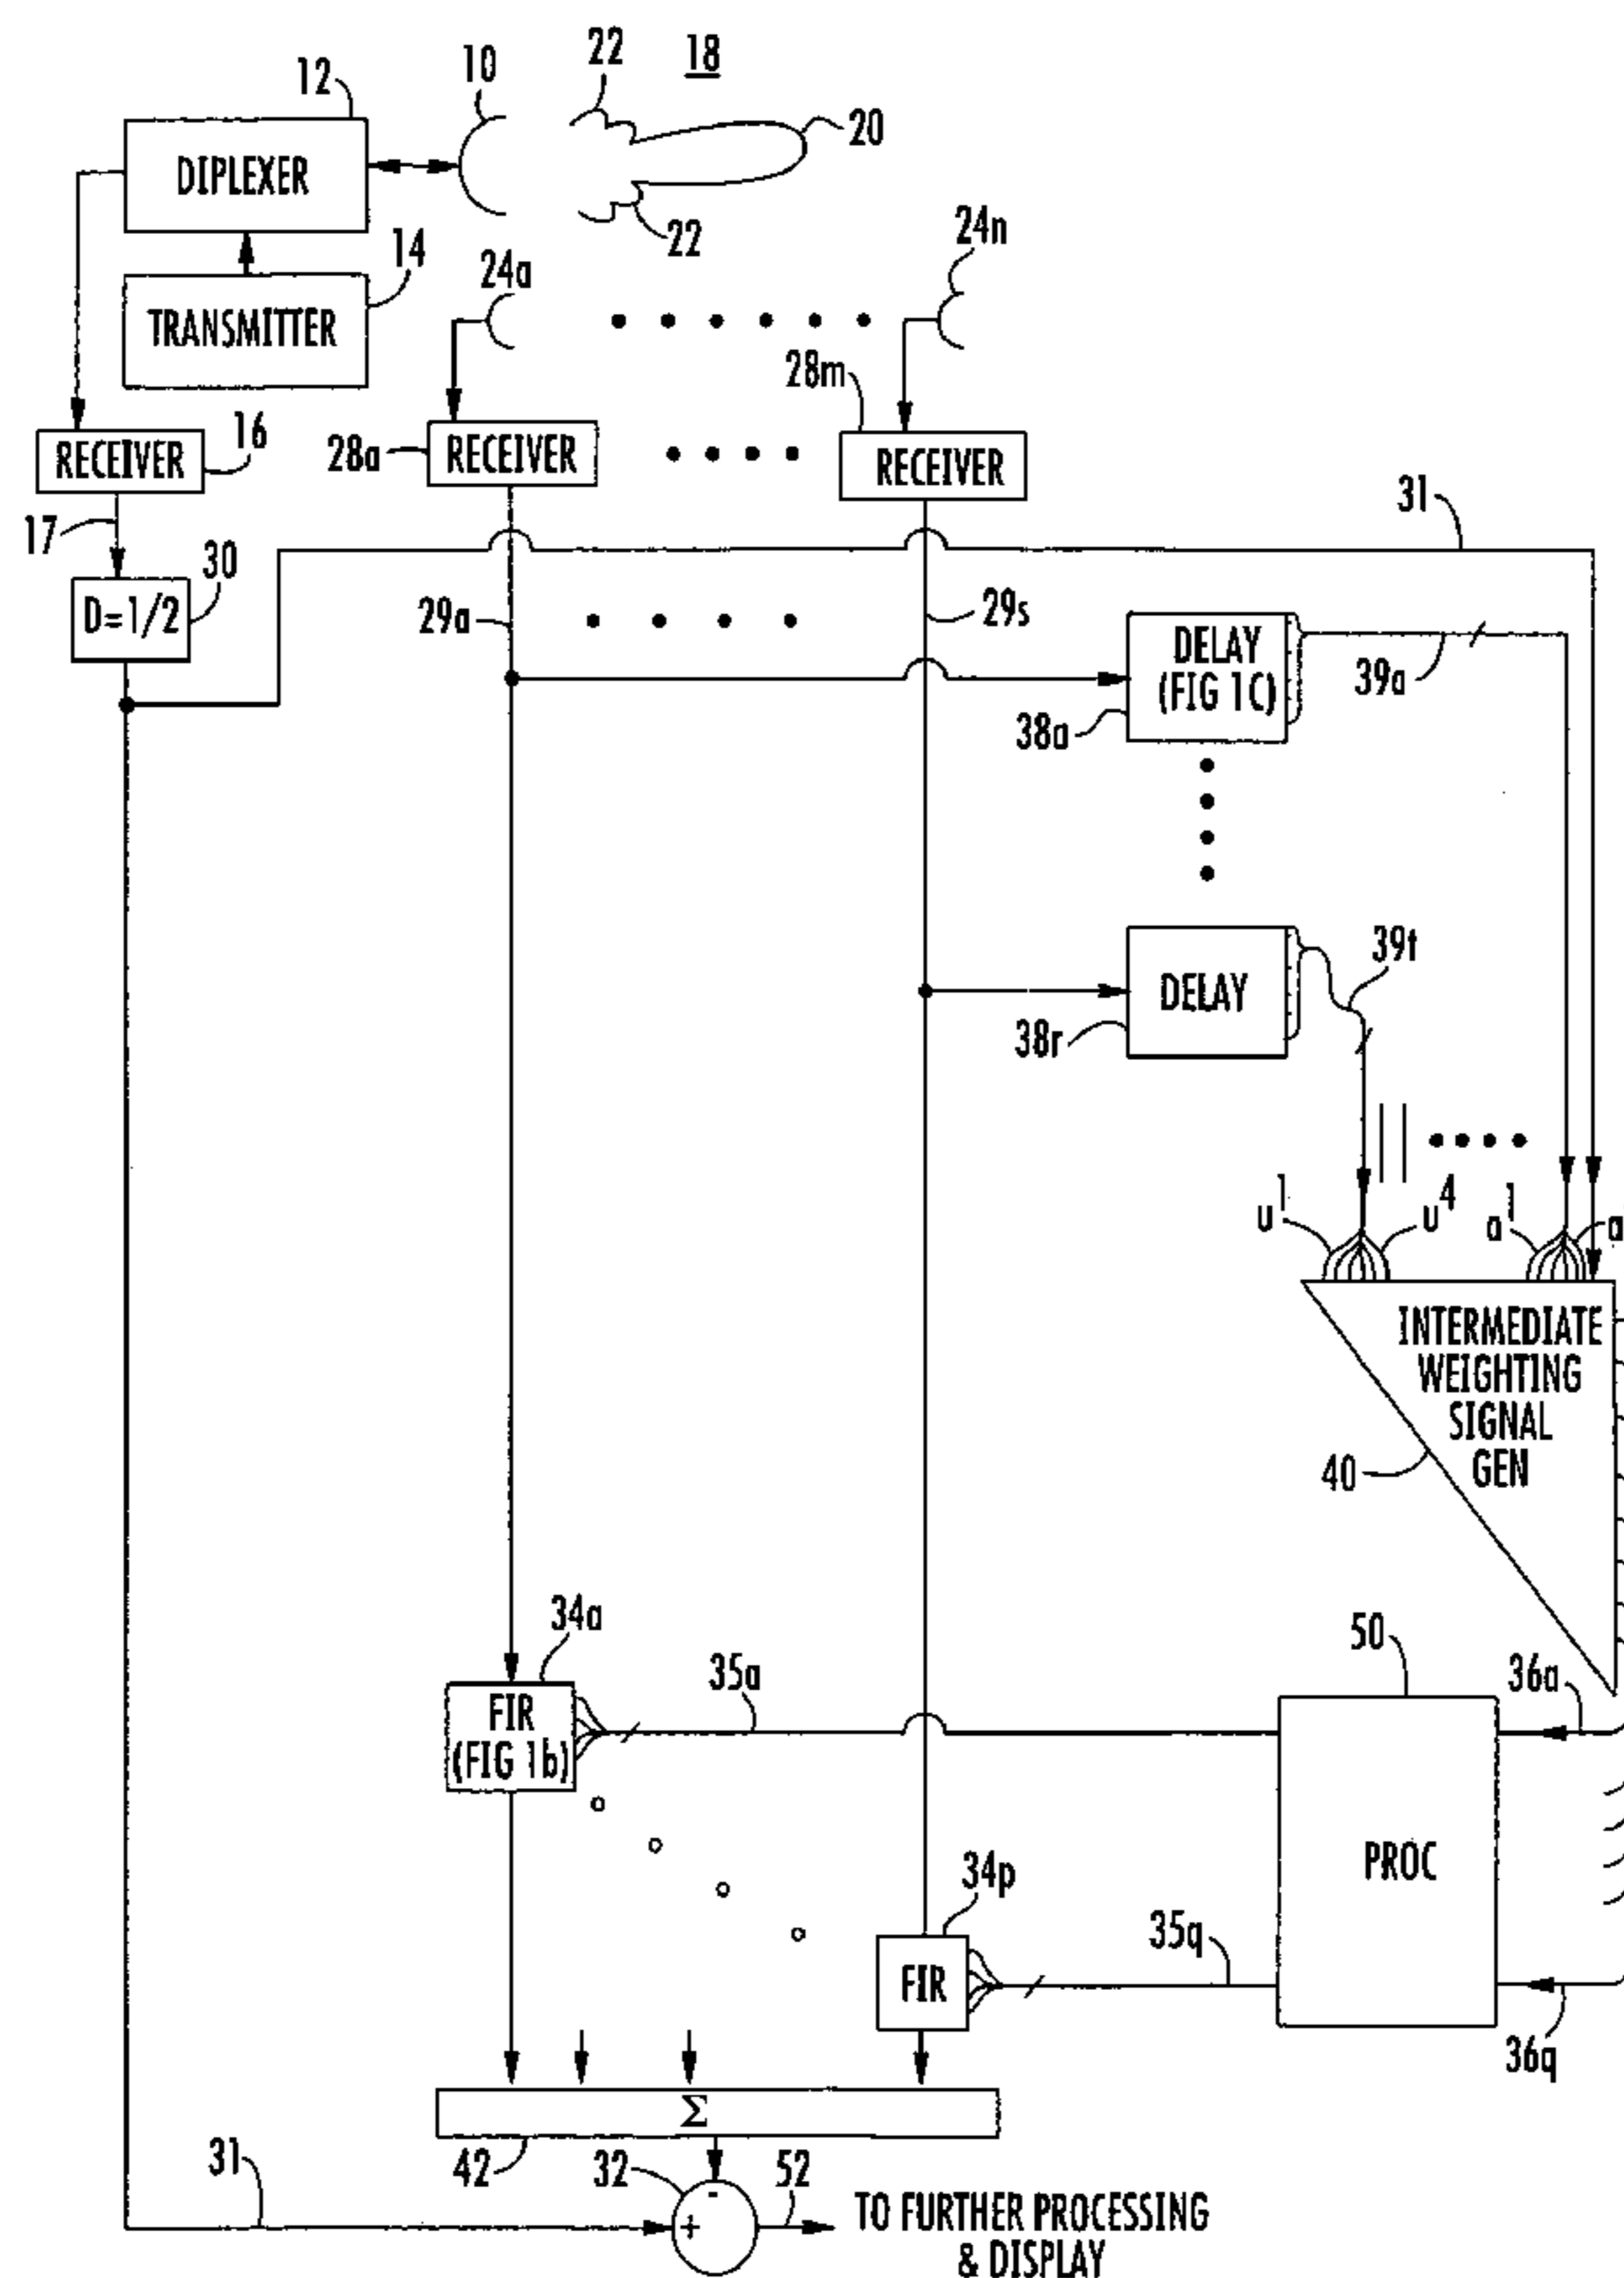 22
18
10
12
20
DIPLEXER
22
24n
14
24a
TRANSMITTER
28m
16
RECEIVER
28a
RECEIVER
RECEIVER
31
17
30
D=1/2
29a
29s
DELAY
(FIG 1C)
39a
38a
39t
DELAY
38r
u1
u4
a1
a
INTERMEDIATE
WEIGHTING
SIGNAL
GEN
40
34a
50
35a
36a
FIR
(FIG 1b)
PROC
34p
35q
FIR
36q
Σ
31
42
32
52
-
+
TO FURTHER PROCESSING
& DISPLAY